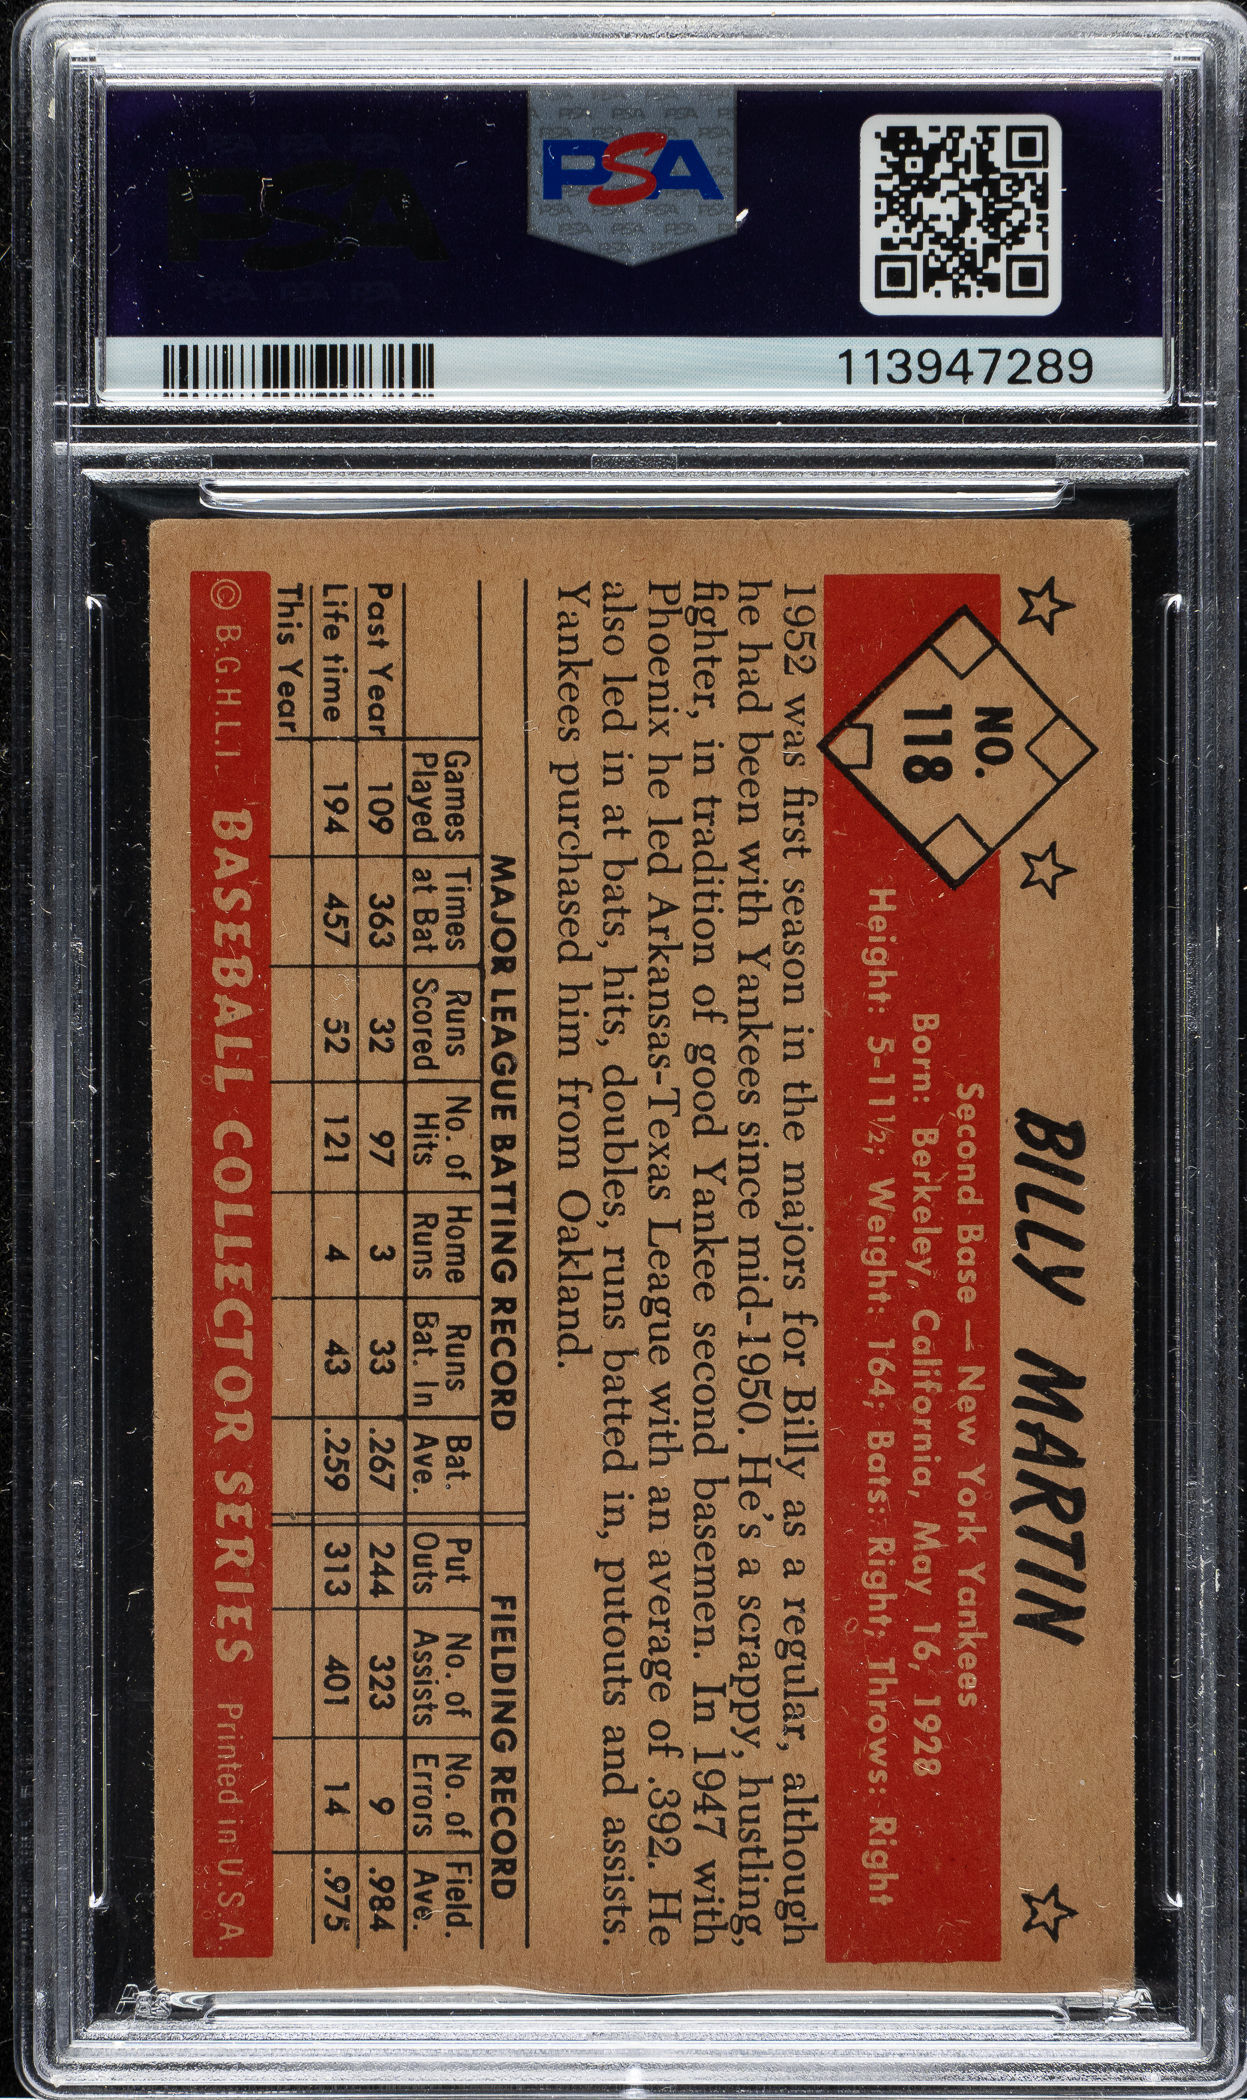 PSA
PSA
113947289
BILLY MARTIN
NO.
118
Second Base — New York Yankees
Born: Berkeley, California, May 16, 1928
Height: 5-11½; Weight: 164; Bats: Right; Throws: Right
1952 was first season in the majors for Billy as a regular, although
he had been with Yankees since mid-1950. He's a scrappy, hustling,
fighter, in tradition of good Yankee second basemen. In 1947 with
Phoenix he led Arkansas-Texas League with an average of .392. He
also led in at bats, hits, doubles, runs batted in, putouts and assists.
Yankees purchased him from Oakland.
MAJOR LEAGUE BATTING RECORD FIELDING RECORD
Games Times Runs No. of Home Runs Bat. Put No. of No. of Field.
Played at Bat Scored Hits Runs Bat. In Ave. Outs Assists Errors Ave.
Past Year 109 363 32 97 3 33 .267 244 323 9 .984
Life time 194 457 52 121 4 43 .259 313 401 14 .975
This Year
© B.G.H.L.I. BASEBALL COLLECTOR SERIES Printed in U.S.A.